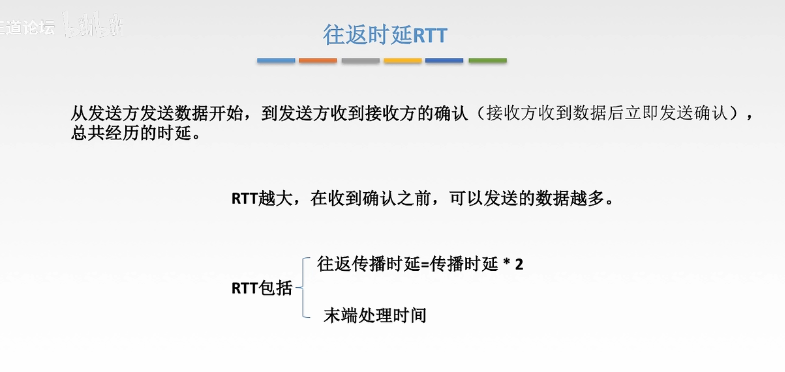 道论坛
往返时延RTT
从发送方发送数据开始，到发送方收到接收方的确认（接收方收到数据后立即发送确认），
总共经历的时延。
RTT越大，在收到确认之前，可以发送的数据越多。
往返传播时延=传播时延 * 2
RTT包括
末端处理时间